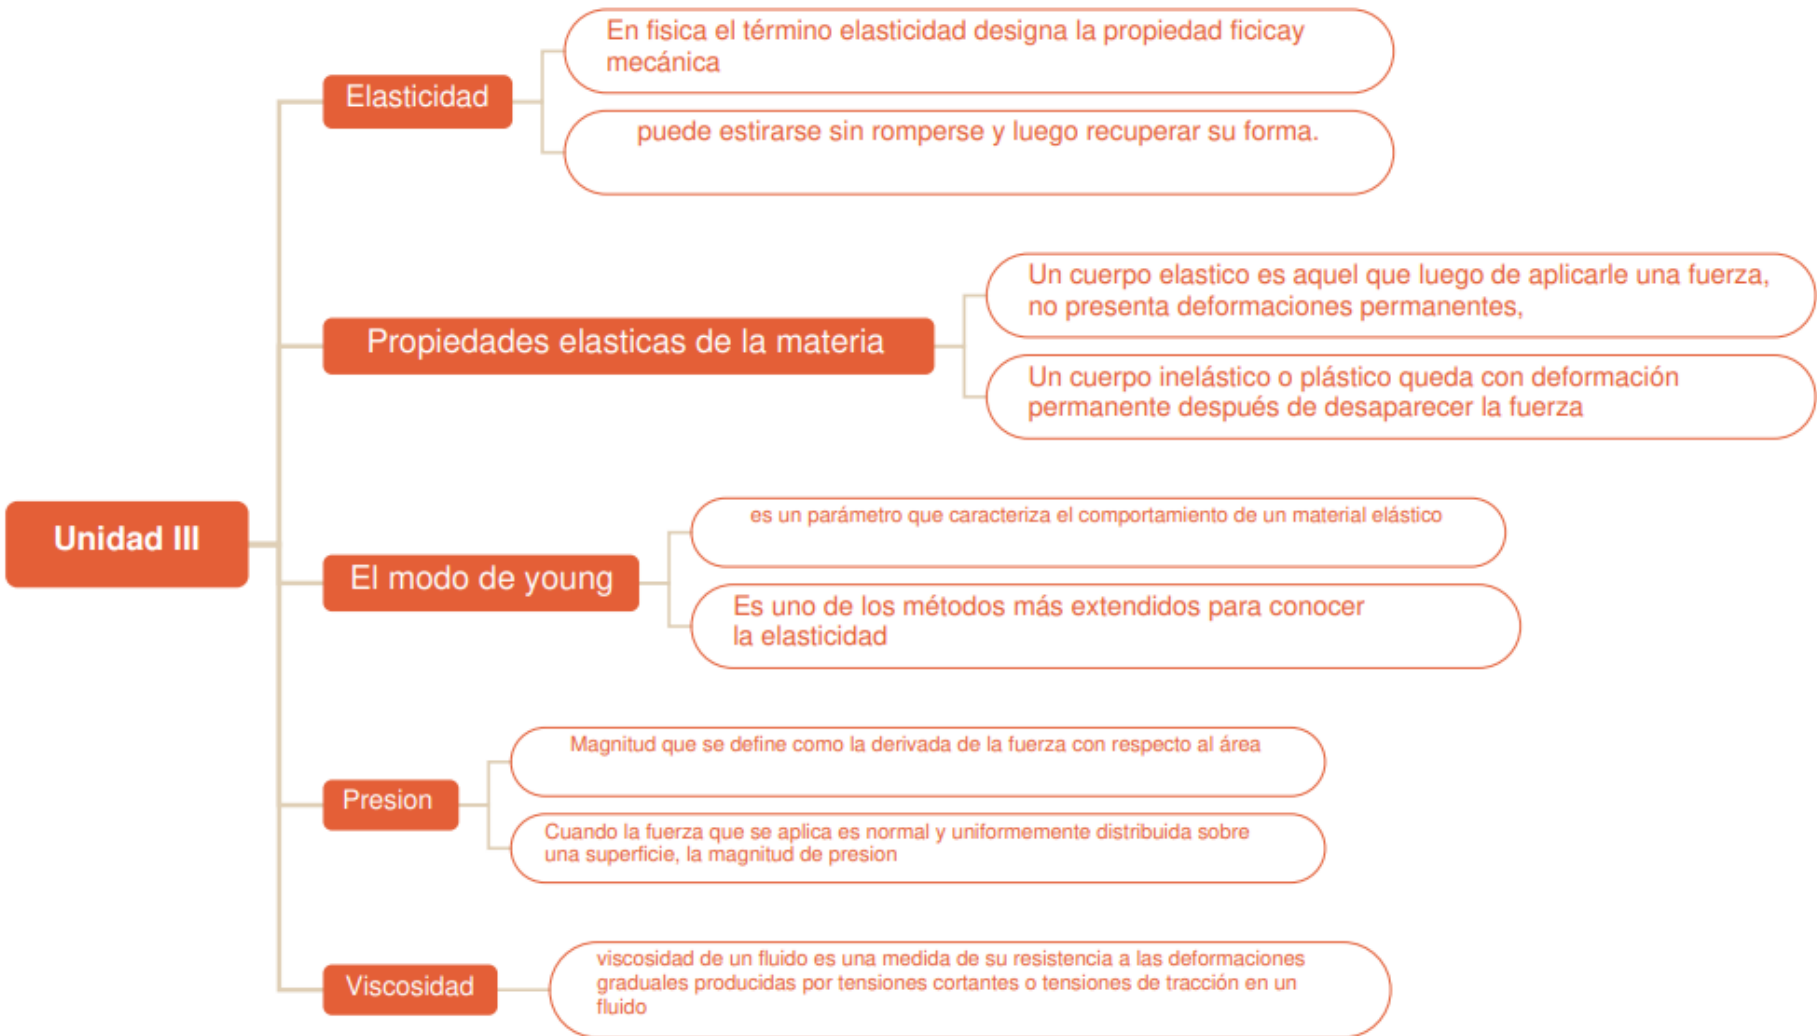 Unidad III
Elasticidad
En fisica el término elasticidad designa la propiedad ficicay
mecánica
puede estirarse sin romperse y luego recuperar su forma.
Propiedades elasticas de la materia
Un cuerpo elastico es aquel que luego de aplicarle una fuerza,
no presenta deformaciones permanentes,
Un cuerpo inelástico o plástico queda con deformación
permanente después de desaparecer la fuerza
El modo de young
es un parámetro que caracteriza el comportamiento de un material elástico
Es uno de los métodos más extendidos para conocer
la elasticidad
Presion
Magnitud que se define como la derivada de la fuerza con respecto al área
Cuando la fuerza que se aplica es normal y uniformemente distribuida sobre
una superficie, la magnitud de presion
Viscosidad
viscosidad de un fluido es una medida de su resistencia a las deformaciones
graduales producidas por tensiones cortantes o tensiones de tracción en un
fluido